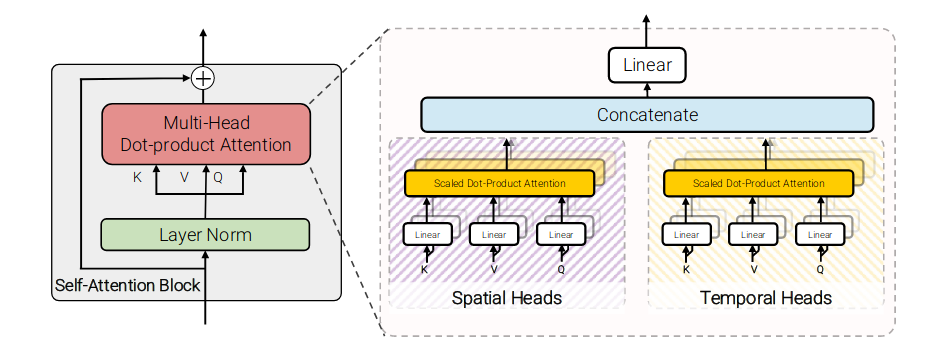 Multi-Head
Dot-product Attention
K V Q
Layer Norm
Self-Attention Block
Linear
Concatenate
Scaled Dot-Product Attention
Linear Linear Linear
K V Q
Spatial Heads
Scaled Dot-Product Attention
Linear Linear Linear
K V Q
Temporal Heads